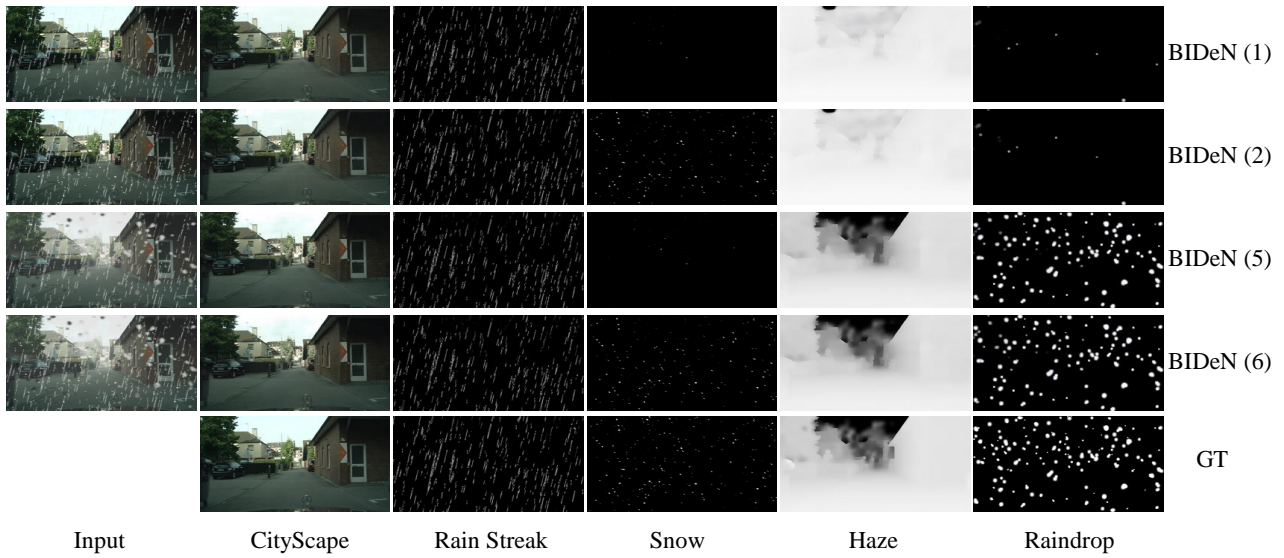 BIDeN (1)
BIDeN (2)
BIDeN (5)
BIDeN (6)
GT
Input CityScape Rain Streak Snow Haze Raindrop